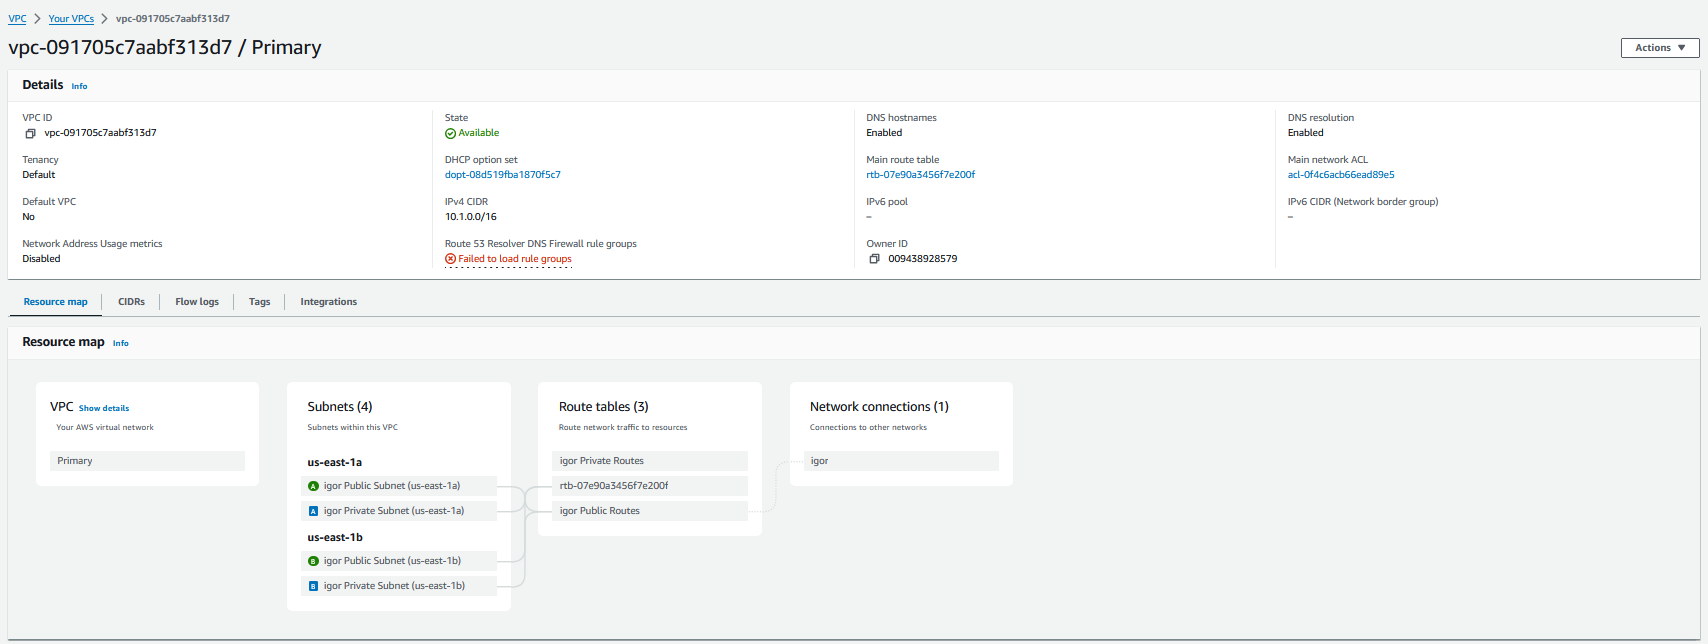 VPC > Your VPCs > vpc-091705c7aabf313d7
vpc-091705c7aabf313d7 / Primary
Actions ▼
Details Info
VPC ID
vpc-091705c7aabf313d7
State
Available
DNS hostnames
Enabled
DNS resolution
Enabled
Tenancy
Default
DHCP option set
dopt-08d519fba1870f5c7
Main route table
rtb-07e90a3456f7e200f
Main network ACL
acl-0f4c6acb66ead89e5
Default VPC
No
IPv4 CIDR
10.1.0.0/16
IPv6 pool
–
IPv6 CIDR (Network border group)
–
Network Address Usage metrics
Disabled
Route 53 Resolver DNS Firewall rule groups
Failed to load rule groups
Owner ID
009438928579
Resource map
CIDRs
Flow logs
Tags
Integrations
Resource map Info
VPC Show details
Your AWS virtual network
Primary
Subnets (4)
Subnets within this VPC
us-east-1a
A igor Public Subnet (us-east-1a)
A igor Private Subnet (us-east-1a)
us-east-1b
B igor Public Subnet (us-east-1b)
B igor Private Subnet (us-east-1b)
Route tables (3)
Route network traffic to resources
igor Private Routes
rtb-07e90a3456f7e200f
igor Public Routes
Network connections (1)
Connections to other networks
igor